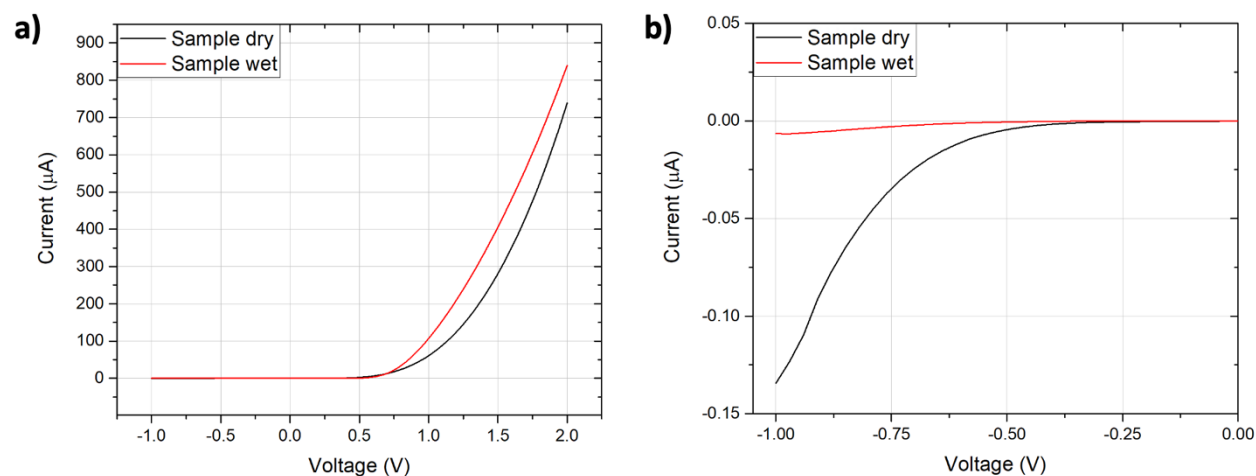 a)
Sample dry
Sample wet
900
800
700
600
500
400
300
200
100
0
Current (µA)
-1.0 -0.5 0.0 0.5 1.0 1.5 2.0
Voltage (V)
b)
Sample dry
Sample wet
0.05
0.00
-0.05
-0.10
-0.15
Current (µA)
-1.00 -0.75 -0.50 -0.25 0.00
Voltage (V)